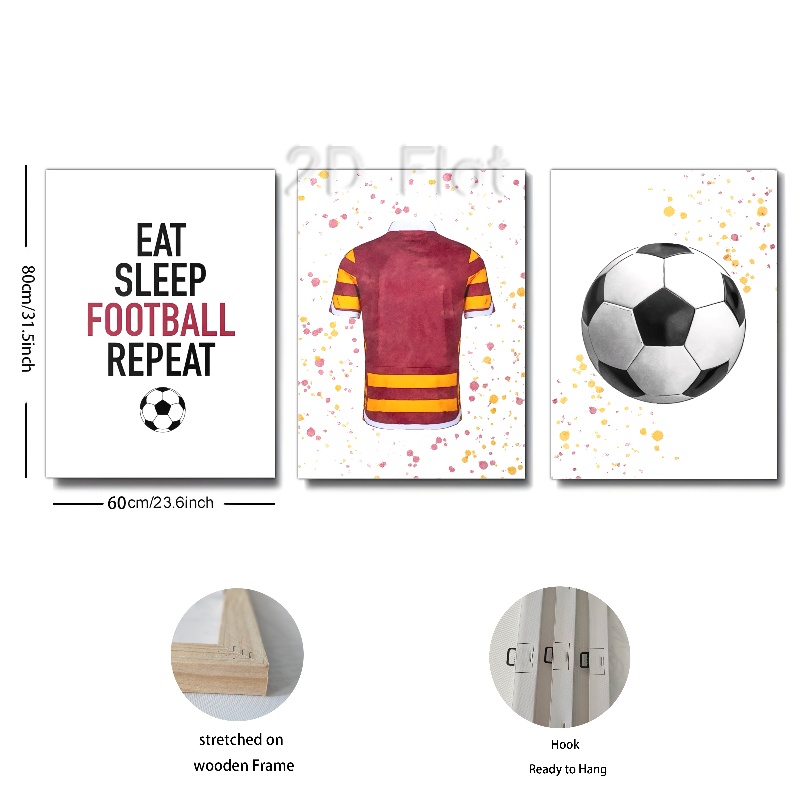 2D Flat
EAT
SLEEP
FOOTBALL
REPEAT
80cm/31.5inch
60cm/23.6inch
stretched on
wooden Frame
Hook
Ready to Hang